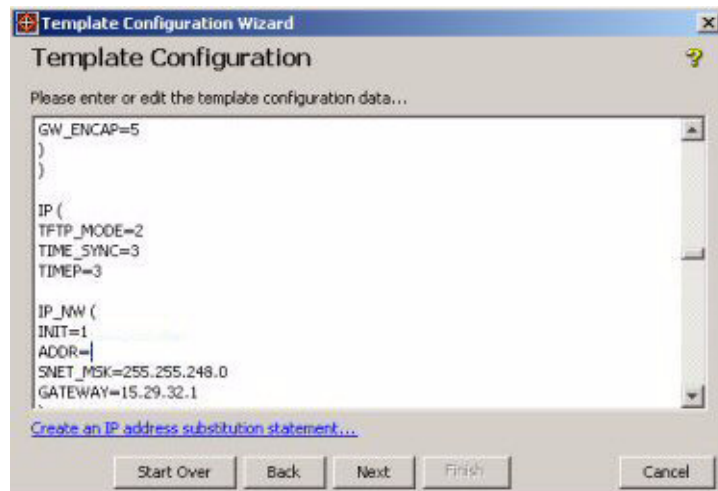 Template Configuration Wizard
Template Configuration
Please enter or edit the template configuration data...
GW_ENCAP=5
)
)
IP (
TFTP_MODE=2
TIME_SYNC=3
TIMEP=3
IP_NW (
INIT=1
ADDR=
SNET_MSK=255.255.248.0
GATEWAY=15.29.32.1
Create an IP address substitution statement...
Start Over Back Next Finish Cancel